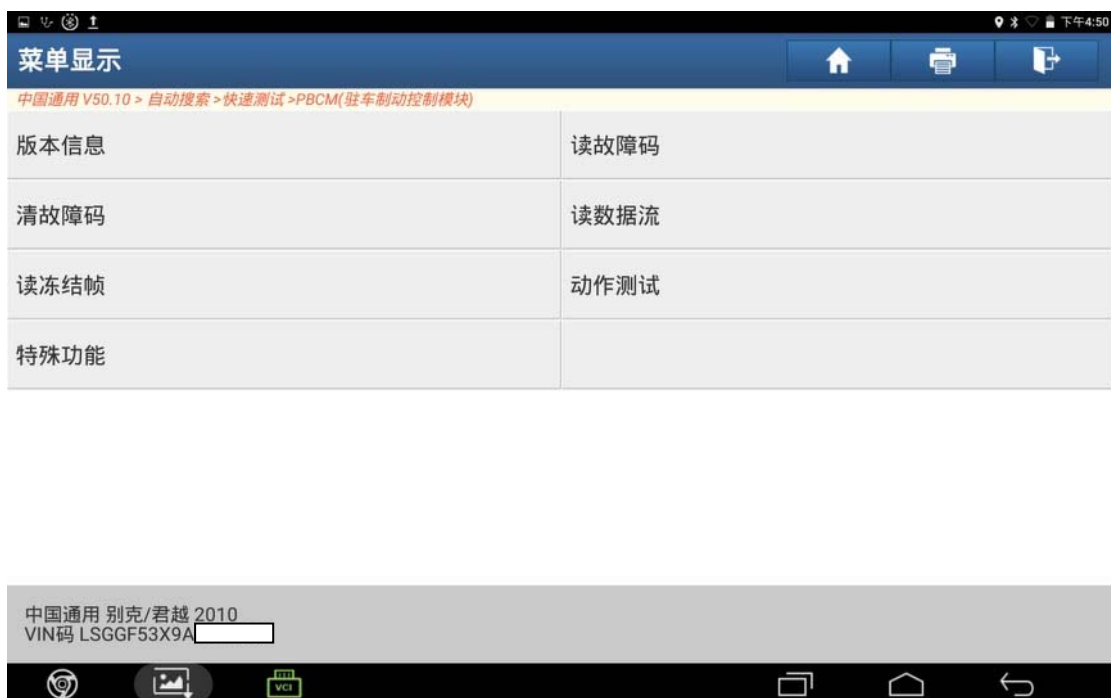 下午4:50
菜单显示
中国通用 V50.10 > 自动搜索 >快速测试 >PBCM(驻车制动控制模块)
版本信息
读故障码
清故障码
读数据流
读冻结帧
动作测试
特殊功能
中国通用 别克/君越 2010
VIN码 LSGGF53X9A
VCI